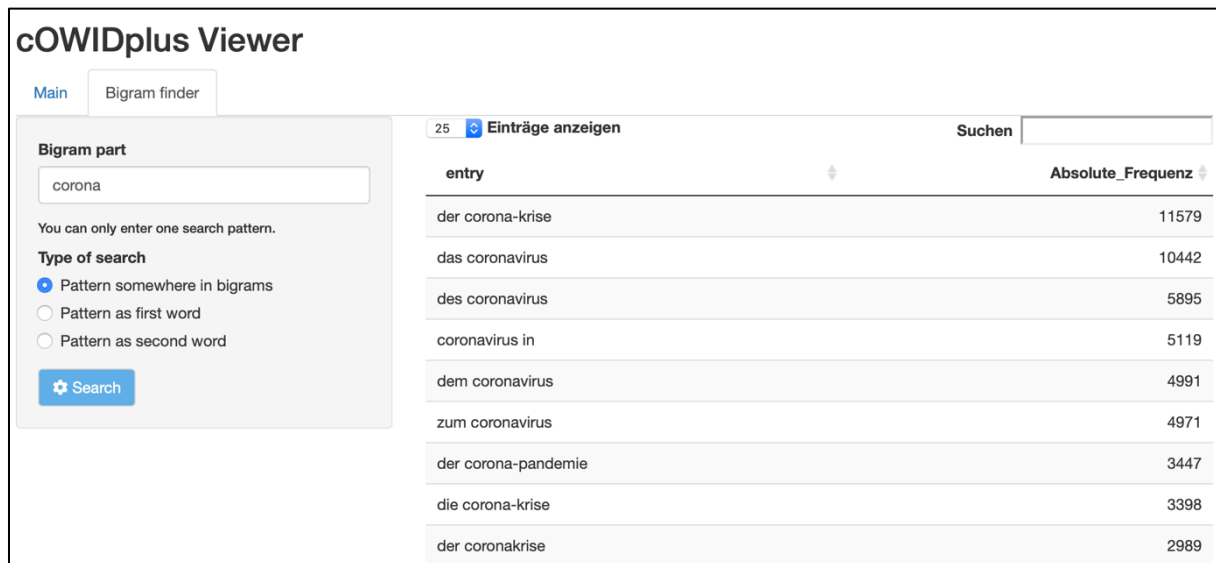 cOWIDplus Viewer
Main Bigram finder
Bigram part
corona
You can only enter one search pattern.
Type of search
Pattern somewhere in bigrams
Pattern as first word
Pattern as second word
Search
25 Einträge anzeigen Suchen
entry Absolute_Frequenz
der corona-krise 11579
das coronavirus 10442
des coronavirus 5895
coronavirus in 5119
dem coronavirus 4991
zum coronavirus 4971
der corona-pandemie 3447
die corona-krise 3398
der coronakrise 2989